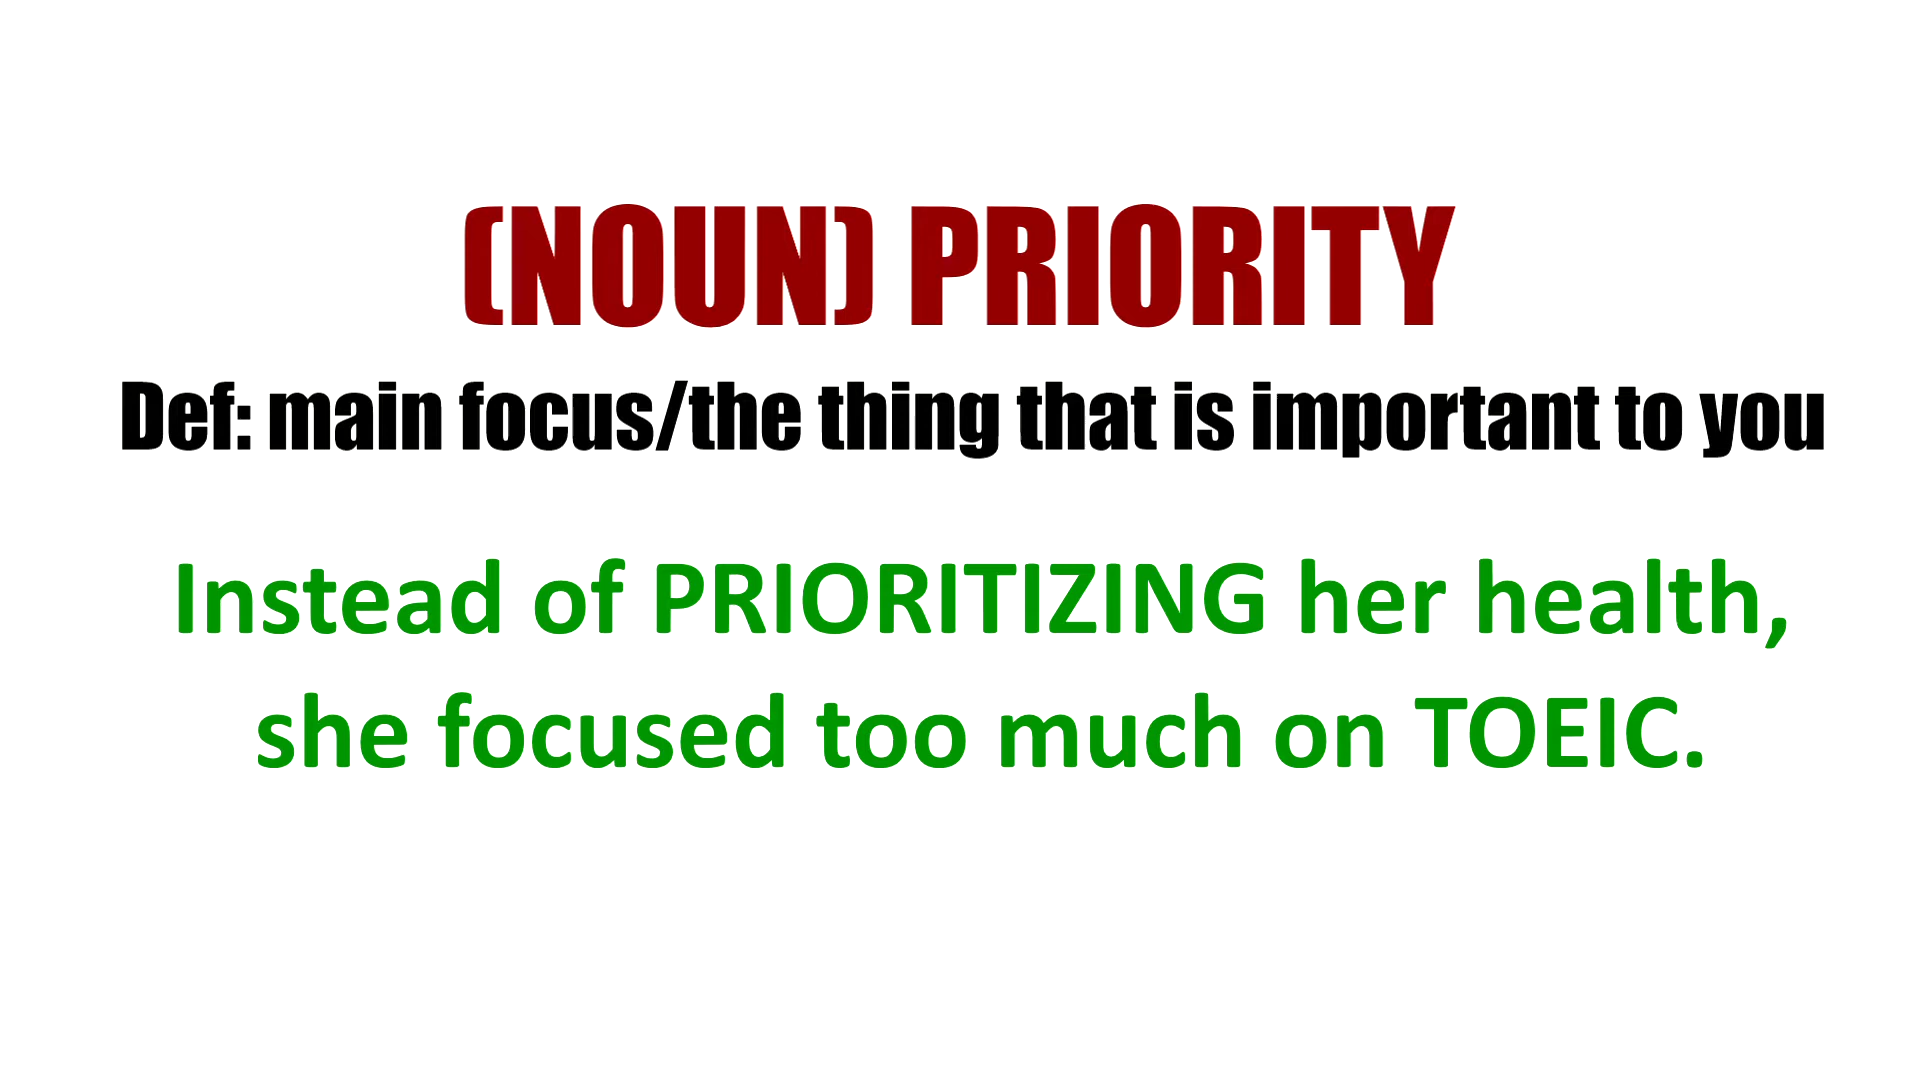 (NOUN) PRIORITY
Def: main focus/the thing that is important to you
Instead of PRIORITIZING her health,
she focused too much on TOEIC.